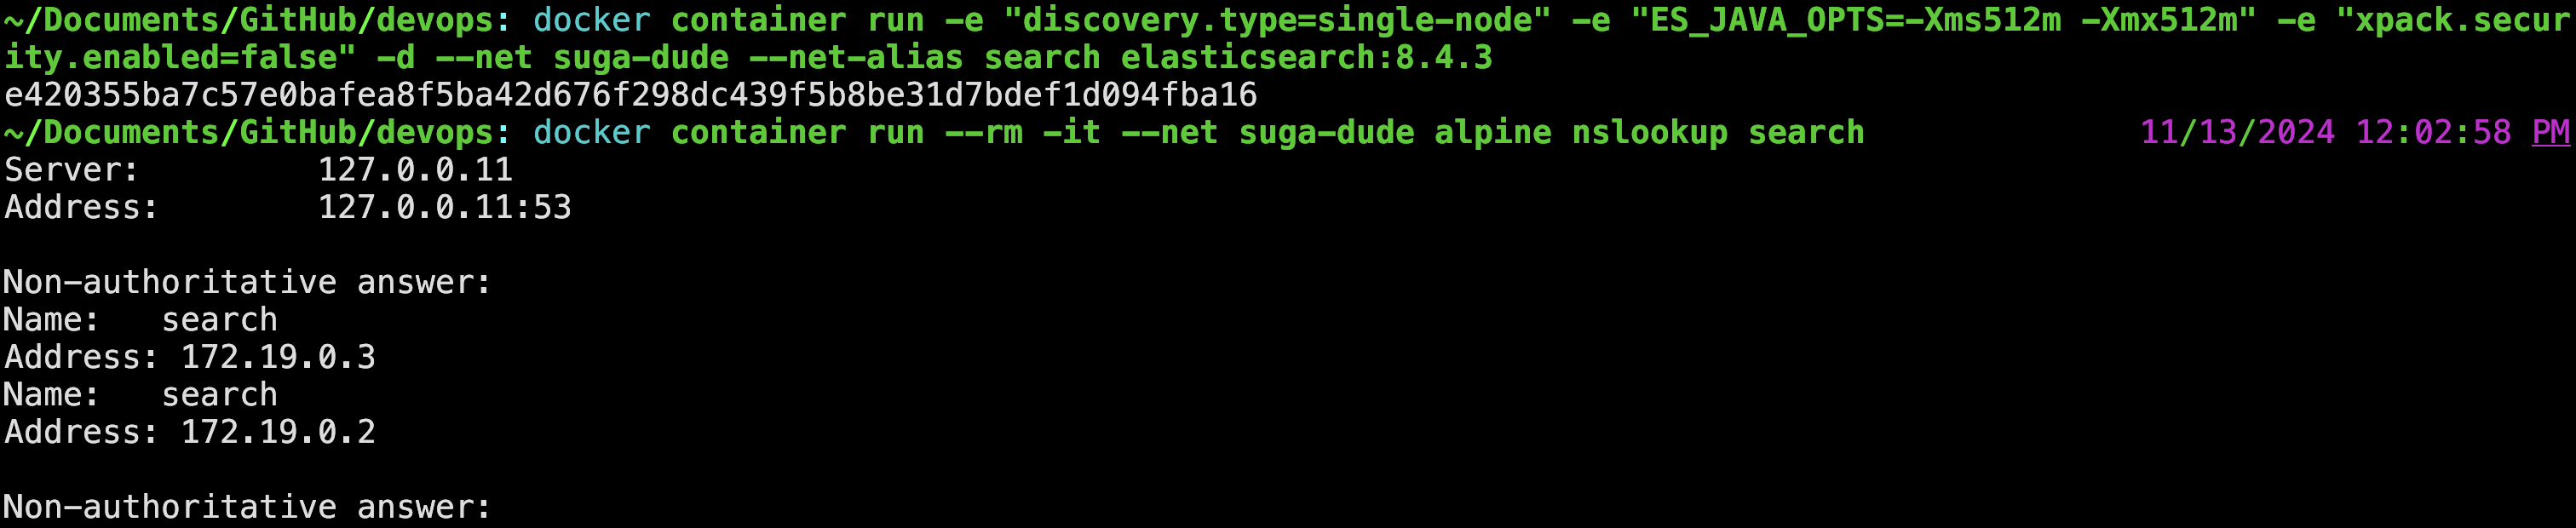 ~/Documents/GitHub/devops: docker container run -e "discovery.type=single-node" -e "ES_JAVA_OPTS=-Xms512m -Xmx512m" -e "xpack.secur
ity.enabled=false" -d --net suga-dude --net-alias search elasticsearch:8.4.3
e420355ba7c57e0bafea8f5ba42d676f298dc439f5b8be31d7bdef1d094fba16
~/Documents/GitHub/devops: docker container run --rm -it --net suga-dude alpine nslookup search 11/13/2024 12:02:58 PM
Server: 127.0.0.11
Address: 127.0.0.11:53
Non-authoritative answer:
Name: search
Address: 172.19.0.3
Name: search
Address: 172.19.0.2
Non-authoritative answer: